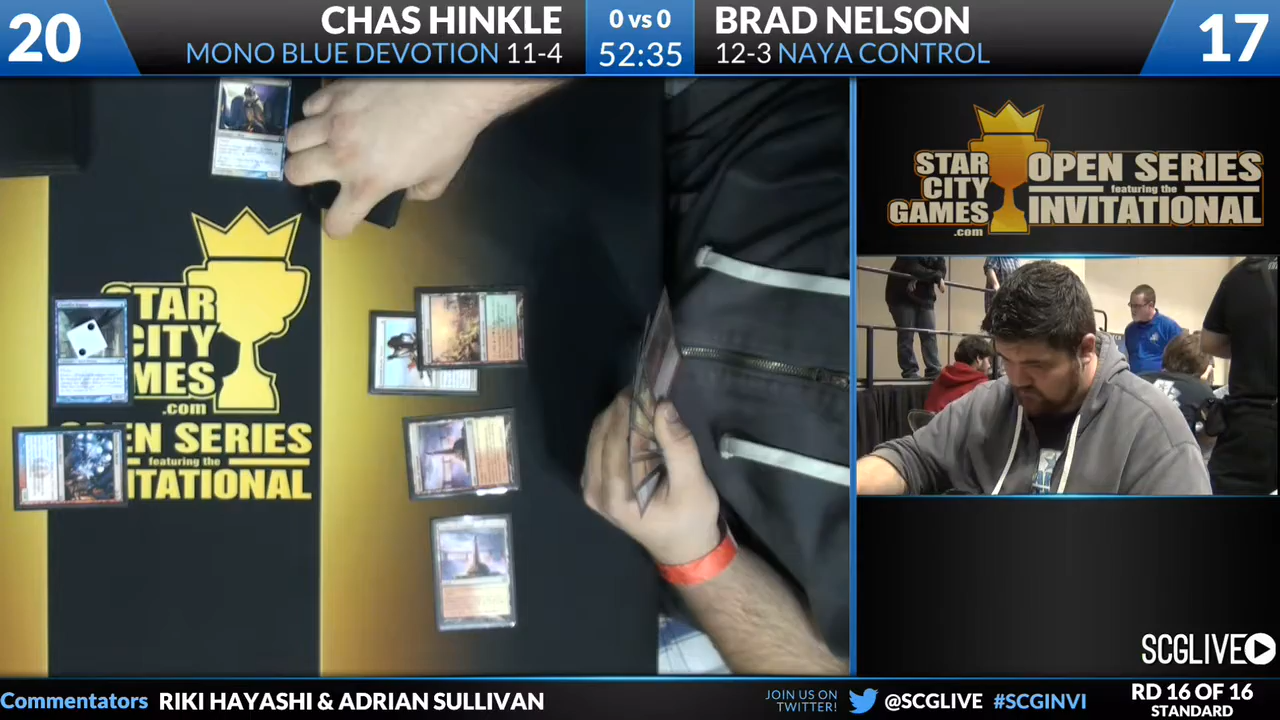 20
CHAS HINKLE
MONO BLUE DEVOTION 11-4
0 vs 0
52:35
BRAD NELSON
12-3 NAYA CONTROL
17
STAR
CITY
GAMES
.com
OPEN SERIES
featuring the
INVITATIONAL
STAR
CITY
GAMES
.com
OPEN SERIES
featuring the
INVITATIONAL
SCGLIVE
Commentators RIKI HAYASHI & ADRIAN SULLIVAN
JOIN US ON
TWITTER!
@SCGLIVE #SCGINVI
RD 16 OF 16
STANDARD